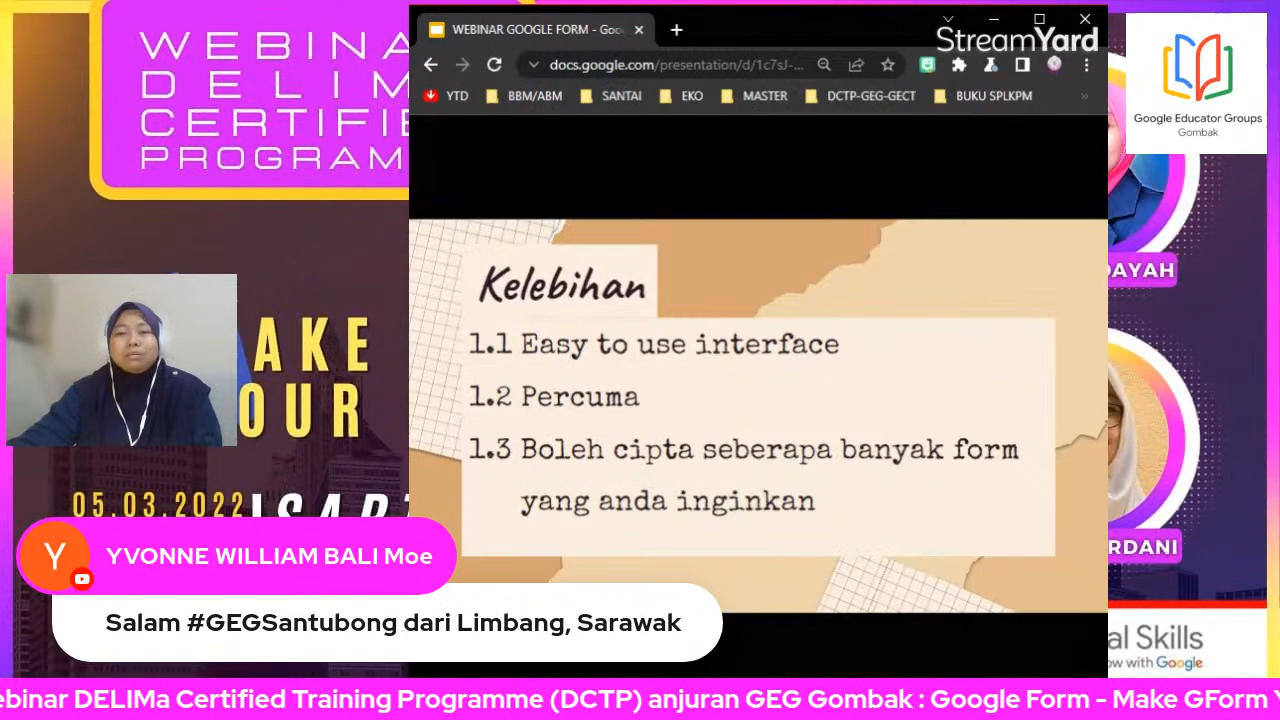 WEBINA
DELIM
CERTIFIE
PROGRAM
AKE
OUR
05.03.2022
WEBINAR GOOGLE FORM - Goo
StreamYard
docs.google.com/presentation/d/1c7sJ-...
YTD
BBM/ABM
SANTAI
EKO
MASTER
DCTP-GEG-GECT
BUKU SPLKPM
Google Educator Groups
Gombak
DAYAH
RDANI
Kelebihan
1.1 Easy to use interface
1.2 Percuma
1.3 Boleh cipta seberapa banyak form
yang anda inginkan
Y
YVONNE WILLIAM BALI Moe
Salam #GEGSantubong dari Limbang, Sarawak
al Skills
ow with Google
ebinar DELIMa Certified Training Programme (DCTP) anjuran GEG Gombak : Google Form - Make GForm Y